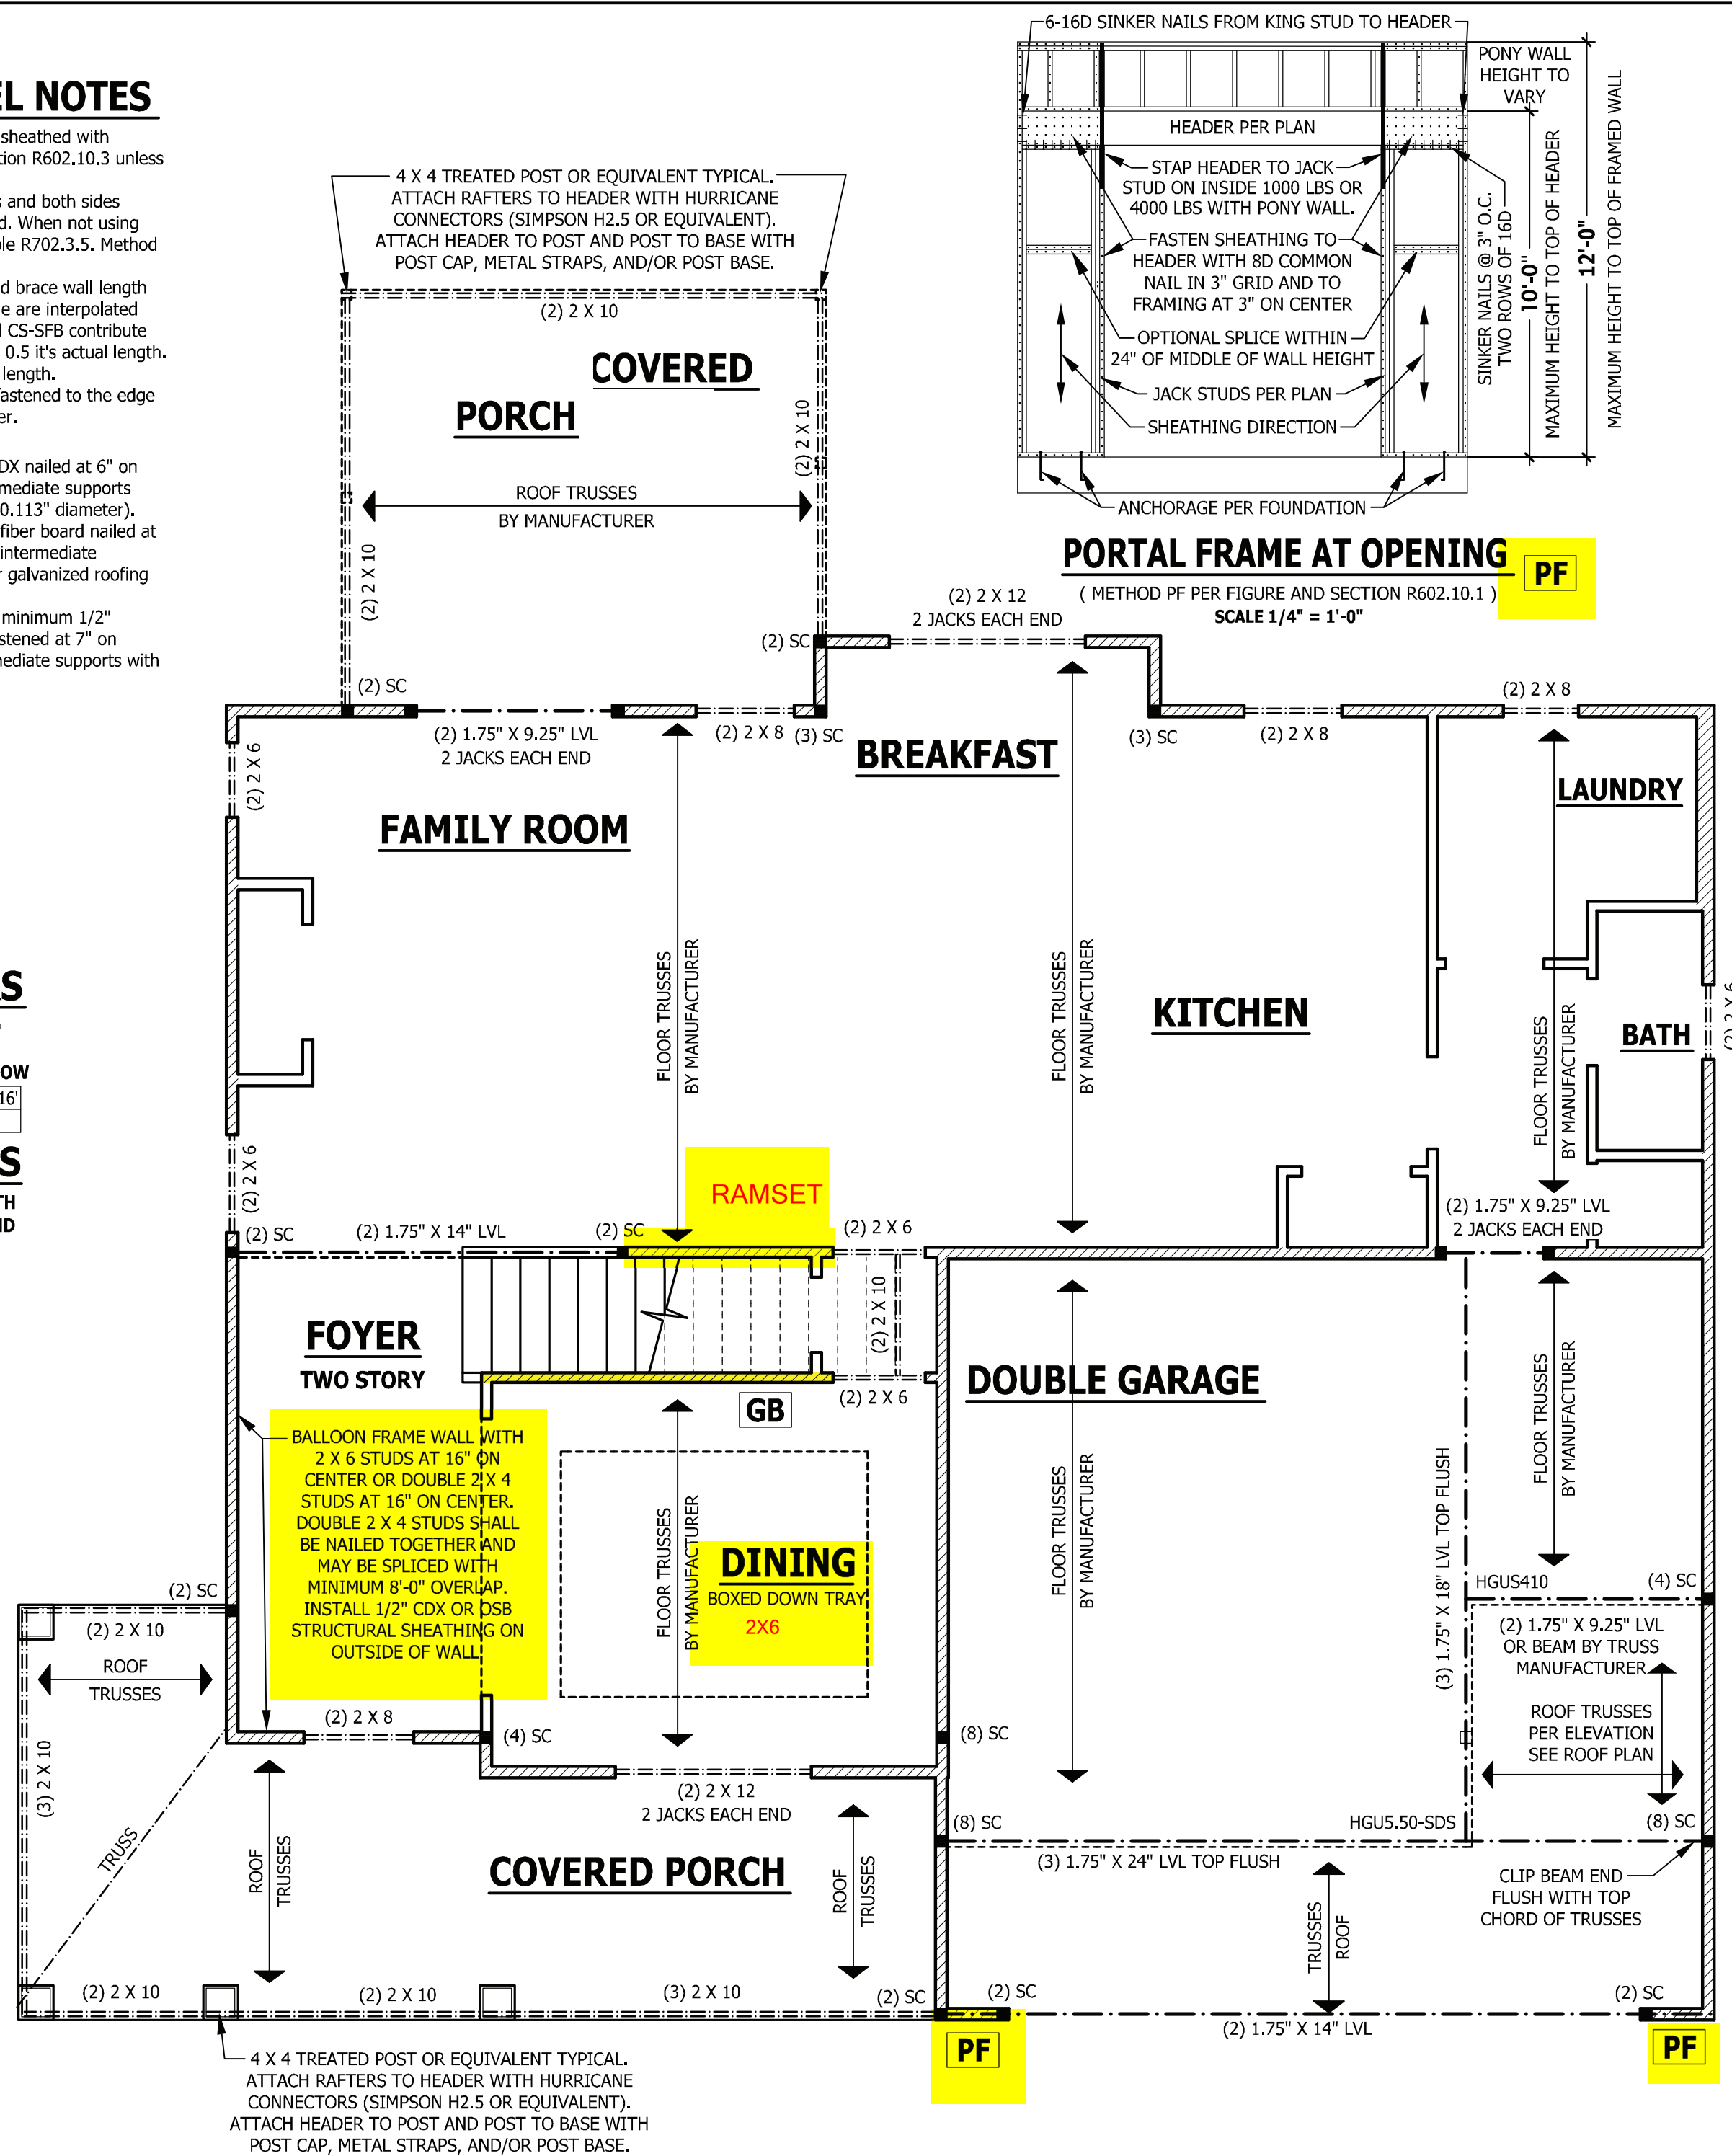 EL NOTES
sheathed with
tion R602.10.3 unless
s and both sides
d. When not using
ble R702.3.5. Method
d brace wall length
e are interpolated
l CS-SFB contribute
0.5 it's actual length.
length.
fastened to the edge
er.
DX nailed at 6" on
mediate supports
0.113" diameter).
fiber board nailed at
intermediate
r galvanized roofing
minimum 1/2"
stened at 7" on
nediate supports with
S
OW
16'
S
TH
ND
4 X 4 TREATED POST OR EQUIVALENT TYPICAL.
ATTACH RAFTERS TO HEADER WITH HURRICANE
CONNECTORS (SIMPSON H2.5 OR EQUIVALENT).
ATTACH HEADER TO POST AND POST TO BASE WITH
POST CAP, METAL STRAPS, AND/OR POST BASE.
6-16D SINKER NAILS FROM KING STUD TO HEADER
PONY WALL
HEIGHT TO
VARY
HEADER PER PLAN
STAP HEADER TO JACK
STUD ON INSIDE 1000 LBS OR
4000 LBS WITH PONY WALL.
FASTEN SHEATHING TO
HEADER WITH 8D COMMON
NAIL IN 3" GRID AND TO
FRAMING AT 3" ON CENTER
OPTIONAL SPLICE WITHIN
24" OF MIDDLE OF WALL HEIGHT
JACK STUDS PER PLAN
SHEATHING DIRECTION
ANCHORAGE PER FOUNDATION
SINKER NAILS @ 3" O.C.
TWO ROWS OF 16D
10'-0"
MAXIMUM HEIGHT TO TOP OF HEADER
12'-0"
MAXIMUM HEIGHT TO TOP OF FRAMED WALL
PORTAL FRAME AT OPENING
PF
( METHOD PF PER FIGURE AND SECTION R602.10.1 )
SCALE 1/4" = 1'-0"
(2) 2 X 10
COVERED
PORCH
(2) 2 X 10
ROOF TRUSSES
BY MANUFACTURER
(2) 2 X 10
(2) 2 X 12
2 JACKS EACH END
(2) SC
(2) SC
(2) 2 X 8
(2) 1.75" X 9.25" LVL
2 JACKS EACH END
(2) 2 X 8
(3) SC
(3) SC
(2) 2 X 8
BREAKFAST
(2) 2 X 6
LAUNDRY
FAMILY ROOM
FLOOR TRUSSES
BY MANUFACTURER
FLOOR TRUSSES
BY MANUFACTURER
KITCHEN
FLOOR TRUSSES
BY MANUFACTURER
BATH
(2) 2 X 6
(2) 2 X 6
RAMSET
(2) SC
(2) 1.75" X 14" LVL
(2) SC
(2) 2 X 6
(2) 1.75" X 9.25" LVL
2 JACKS EACH END
(2) 2 X 10
FOYER
TWO STORY
(2) 2 X 6
GB
DOUBLE GARAGE
BALLOON FRAME WALL WITH
2 X 6 STUDS AT 16" ON
CENTER OR DOUBLE 2 X 4
STUDS AT 16" ON CENTER.
DOUBLE 2 X 4 STUDS SHALL
BE NAILED TOGETHER AND
MAY BE SPLICED WITH
MINIMUM 8'-0" OVERLAP.
INSTALL 1/2" CDX OR OSB
STRUCTURAL SHEATHING ON
OUTSIDE OF WALL
FLOOR TRUSSES
BY MANUFACTURER
DINING
BOXED DOWN TRAY
2X6
FLOOR TRUSSES
BY MANUFACTURER
(3) 1.75" X 18" LVL TOP FLUSH
FLOOR TRUSSES
BY MANUFACTURER
HGUS410
(4) SC
(2) 1.75" X 9.25" LVL
OR BEAM BY TRUSS
MANUFACTURER
ROOF TRUSSES
PER ELEVATION
SEE ROOF PLAN
(2) SC
(2) 2 X 10
ROOF
TRUSSES
(3) 2 X 10
TRUSS
(2) 2 X 8
(4) SC
(8) SC
(2) 2 X 12
2 JACKS EACH END
(8) SC
HGU5.50-SDS
(8) SC
(3) 1.75" X 24" LVL TOP FLUSH
ROOF
TRUSSES
COVERED PORCH
ROOF
TRUSSES
CLIP BEAM END
FLUSH WITH TOP
CHORD OF TRUSSES
TRUSSES
ROOF
(2) 2 X 10
(2) 2 X 10
(3) 2 X 10
(2) SC
(2) SC
(2) SC
(2) 1.75" X 14" LVL
PF
PF
4 X 4 TREATED POST OR EQUIVALENT TYPICAL.
ATTACH RAFTERS TO HEADER WITH HURRICANE
CONNECTORS (SIMPSON H2.5 OR EQUIVALENT).
ATTACH HEADER TO POST AND POST TO BASE WITH
POST CAP, METAL STRAPS, AND/OR POST BASE.